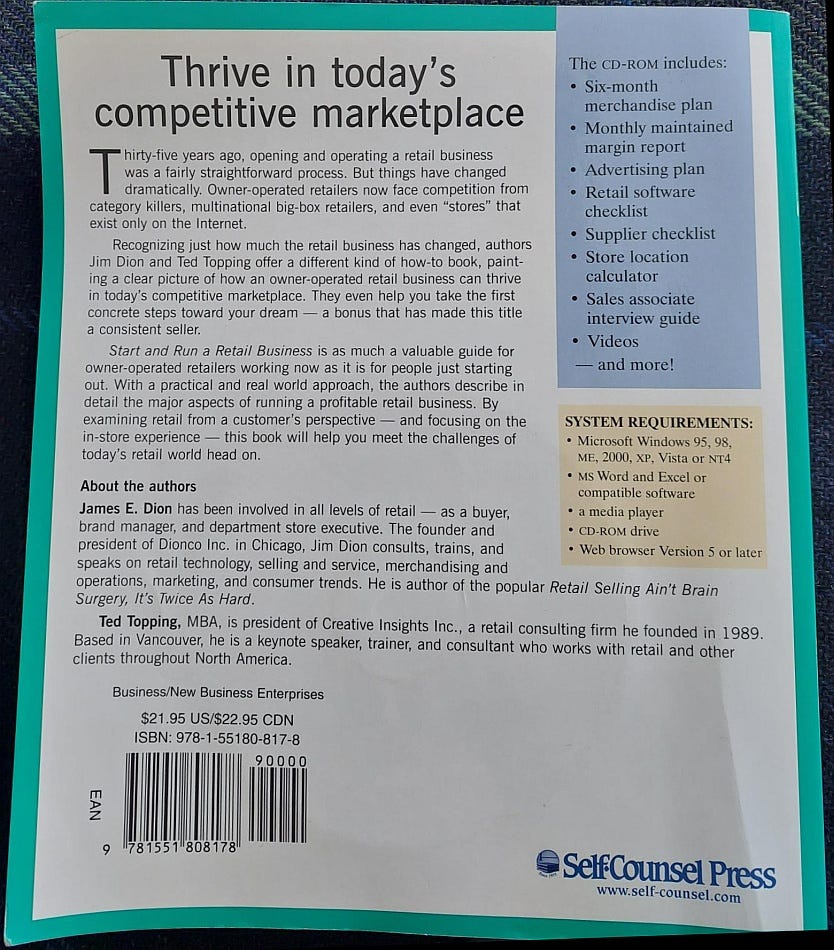 Thrive in today's
competitive marketplace
Thirty-five years ago, opening and operating a retail business
was a fairly straightforward process. But things have changed
dramatically. Owner-operated retailers now face competition from
category killers, multinational big-box retailers, and even “stores” that
exist only on the Internet.
Recognizing just how much the retail business has changed, authors
Jim Dion and Ted Topping offer a different kind of how-to book, paint-
ing a clear picture of how an owner-operated retail business can thrive
in today's competitive marketplace. They even help you take the first
concrete steps toward your dream — a bonus that has made this title
a consistent seller.
Start and Run a Retail Business is as much a valuable guide for
owner-operated retailers working now as it is for people just starting
out. With a practical and real world approach, the authors describe in
detail the major aspects of running a profitable retail business. By
examining retail from a customer's perspective — and focusing on the
in-store experience — this book will help you meet the challenges of
today's retail world head on.
About the authors
James E. Dion has been involved in all levels of retail — as a buyer,
brand manager, and department store executive. The founder and
president of Dionco Inc. in Chicago, Jim Dion consults, trains, and
speaks on retail technology, selling and service, merchandising and
operations, marketing, and consumer trends. He is author of the popular Retail Selling Ain't Brain
Surgery, It's Twice As Hard.
Ted Topping, MBA, is president of Creative Insights Inc., a retail consulting firm he founded in 1989.
Based in Vancouver, he is a keynote speaker, trainer, and consultant who works with retail and other
clients throughout North America.
The CD-ROM includes:
• Six-month
merchandise plan
• Monthly maintained
margin report
• Advertising plan
• Retail software
checklist
• Supplier checklist
• Store location
calculator
• Sales associate
interview guide
• Videos
— and more!
SYSTEM REQUIREMENTS:
• Microsoft Windows 95, 98,
ME, 2000, XP, Vista or NT4
• MS Word and Excel or
compatible software
• a media player
• CD-ROM drive
• Web browser Version 5 or later
Business/New Business Enterprises
$21.95 US/$22.95 CDN
ISBN: 978-1-55180-817-8
90000
EAN
9 781551 808178
Self-Counsel Press
www.self-counsel.com